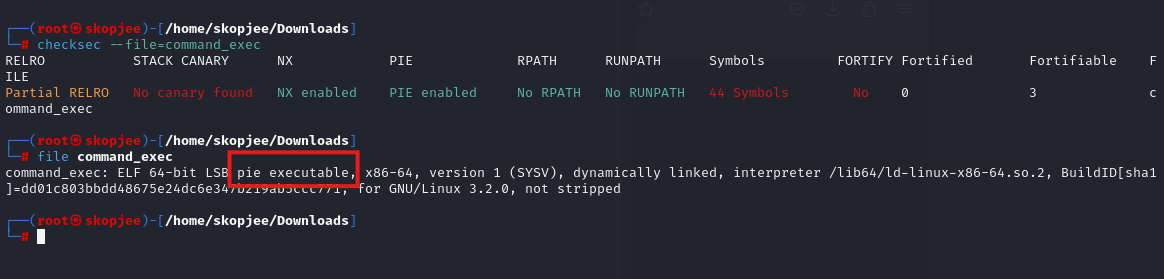 ┌──(root㉿skopjee)-[/home/skopjee/Downloads]
└─# checksec --file=command_exec
RELRO           STACK CANARY      NX            PIE             RPATH      RUNPATH      Symbols         FORTIFY Fortified       Fortifiable     F
ILE
Partial RELRO   No canary found   NX enabled    PIE enabled     No RPATH   No RUNPATH   44 Symbols        No    0               3               c
ommand_exec
┌──(root㉿skopjee)-[/home/skopjee/Downloads]
└─# file command_exec
command_exec: ELF 64-bit LSB pie executable, x86-64, version 1 (SYSV), dynamically linked, interpreter /lib64/ld-linux-x86-64.so.2, BuildID[sha1
]=dd01c803bbdd48675e24dc6e347b219ab5ccc771, for GNU/Linux 3.2.0, not stripped
┌──(root㉿skopjee)-[/home/skopjee/Downloads]
└─#